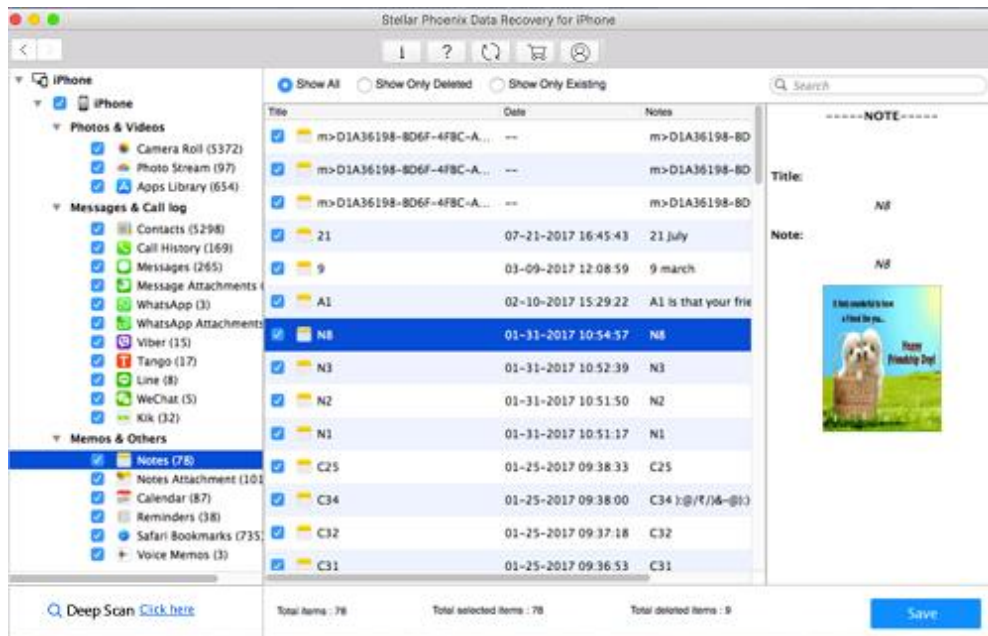 Stellar Phoenix Data Recovery for iPhone
iPhone
iPhone
Photos & Videos
Camera Roll (5372)
Photo Stream (97)
Apps Library (654)
Messages & Call log
Contacts (5298)
Call History (169)
Messages (265)
Message Attachments (
WhatsApp (3)
WhatsApp Attachments
Viber (15)
Tango (17)
Line (8)
WeChat (5)
Kik (32)
Memos & Others
Notes (78)
Notes Attachment (101
Calendar (87)
Reminders (38)
Safari Bookmarks (735)
Voice Memos (3)
Deep Scan Click here
Show All Show Only Deleted Show Only Existing
Title Date Notes
m>D1A36198-8D6F-4FBC-A... -- m>D1A36198-8D
m>D1A36198-8D6F-4FBC-A... -- m>D1A36198-8D
m>D1A36198-8D6F-4FBC-A... -- m>D1A36198-8D
21 07-21-2017 16:45:43 21 July
9 03-09-2017 12:08:59 9 march
A1 02-10-2017 15:29:22 A1 is that your frie
N8 01-31-2017 10:54:57 N8
N3 01-31-2017 10:52:39 N3
N2 01-31-2017 10:51:50 N2
N1 01-31-2017 10:51:17 N1
C25 01-25-2017 09:38:33 C25
C34 01-25-2017 09:38:00 C34 ):@/₹/)&-@):)
C32 01-25-2017 09:37:18 C32
C31 01-25-2017 09:36:53 C31
Total items : 78 Total selected items : 78 Total deleted items : 9
Search
-----NOTE-----
Title:
N8
Note:
N8
It feels wonderful to have
a friend like you...
Happy
Friendship Day!
Save